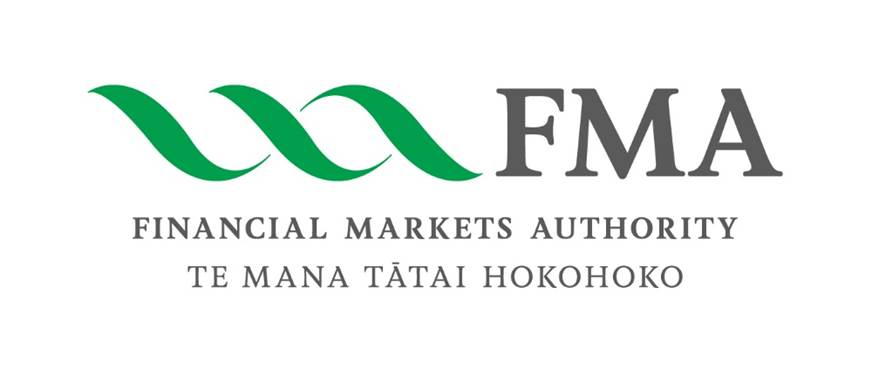 FMA
FINANCIAL MARKETS AUTHORITY
TE MANA TĀTAI HOKOHOKO